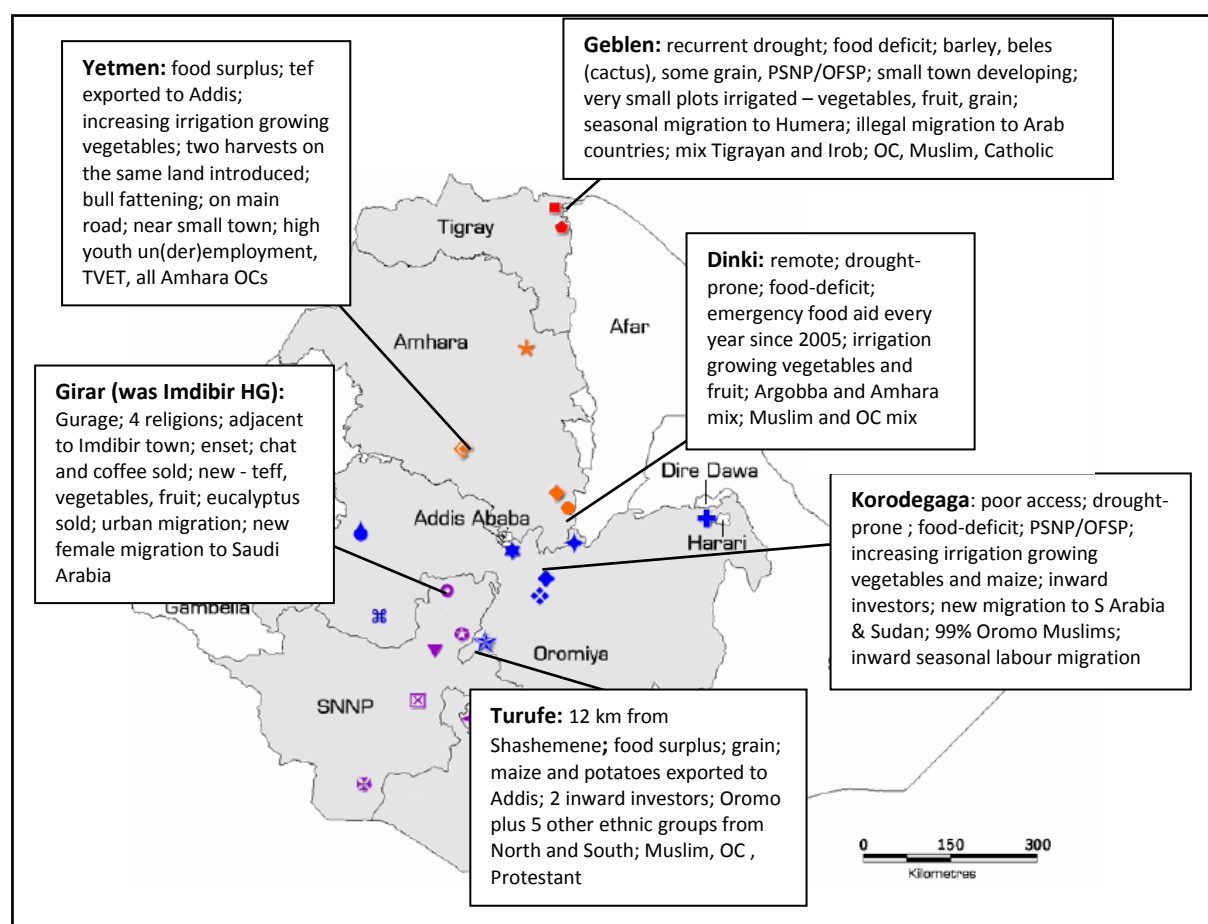 Yetmen: food surplus; tef
exported to Addis;
increasing irrigation growing
vegetables; two harvests on
the same land introduced;
bull fattening; on main
road; near small town; high
youth un(der)employment,
TVET, all Amhara OCs
Geblen: recurrent drought; food deficit; barley, beles
(cactus), some grain, PSNP/OFSP; small town developing;
very small plots irrigated – vegetables, fruit, grain;
seasonal migration to Humera; illegal migration to Arab
countries; mix Tigrayan and Irob; OC, Muslim, Catholic
Tigray
Dinki: remote; drought-
prone; food-deficit;
emergency food aid every
year since 2005; irrigation
growing vegetables and
fruit; Argobba and Amhara
mix; Muslim and OC mix
Afar
Amhara
Girar (was Imdibir HG):
Gurage; 4 religions; adjacent
to Imdibir town; enset; chat
and coffee sold; new - teff,
vegetables, fruit; eucalyptus
sold; urban migration; new
female migration to Saudi
Arabia
Dire Dawa
Addis Ababa
Harari
Korodegaga: poor access; drought-
prone ; food-deficit; PSNP/OFSP;
increasing irrigation growing
vegetables and maize; inward
investors; new migration to S Arabia
& Sudan; 99% Oromo Muslims;
inward seasonal labour migration
Gambella
Oromiya
SNNP
Turufe: 12 km from
Shashemene; food surplus; grain;
maize and potatoes exported to
Addis; 2 inward investors; Oromo
plus 5 other ethnic groups from
North and South; Muslim, OC ,
Protestant
0 150 300
Kilometres